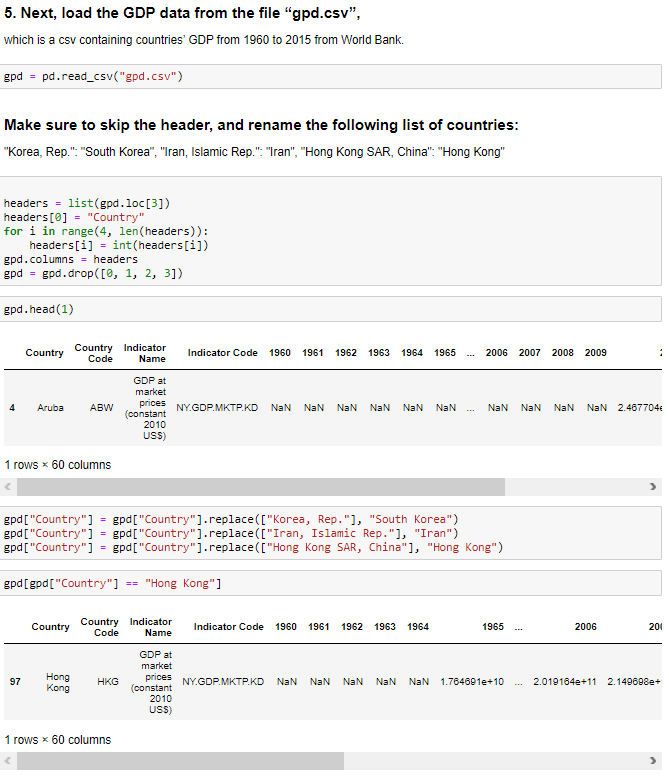 5. Next, load the GDP data from the file “gpd.csv”,
which is a csv containing countries' GDP from 1960 to 2015 from World Bank.
gpd = pd.read_csv("gpd.csv")
Make sure to skip the header, and rename the following list of countries:
"Korea, Rep.": "South Korea", "Iran, Islamic Rep.": "Iran", "Hong Kong SAR, China": "Hong Kong"
headers = list(gpd.loc[3])
headers[0] = "Country"
for i in range(4, len(headers)):
    headers[i] = int(headers[i])
gpd.columns = headers
gpd = gpd.drop([0, 1, 2, 3])
gpd.head(1)
Country Country Code Indicator Name Indicator Code 1960 1961 1962 1963 1964 1965 ... 2006 2007 2008 2009
4 Aruba ABW GDP at market prices (constant 2010 US$) NY.GDP.MKTP.KD NaN NaN NaN NaN NaN NaN ... NaN NaN NaN NaN 2.467704
1 rows × 60 columns
gpd["Country"] = gpd["Country"].replace(["Korea, Rep."], "South Korea")
gpd["Country"] = gpd["Country"].replace(["Iran, Islamic Rep."], "Iran")
gpd["Country"] = gpd["Country"].replace(["Hong Kong SAR, China"], "Hong Kong")
gpd[gpd["Country"] == "Hong Kong"]
Country Country Code Indicator Name Indicator Code 1960 1961 1962 1963 1964 1965 ... 2006
97 Hong Kong HKG GDP at market prices (constant 2010 US$) NY.GDP.MKTP.KD NaN NaN NaN NaN NaN 1.764691e+10 ... 2.019164e+11 2.149698e+
1 rows × 60 columns